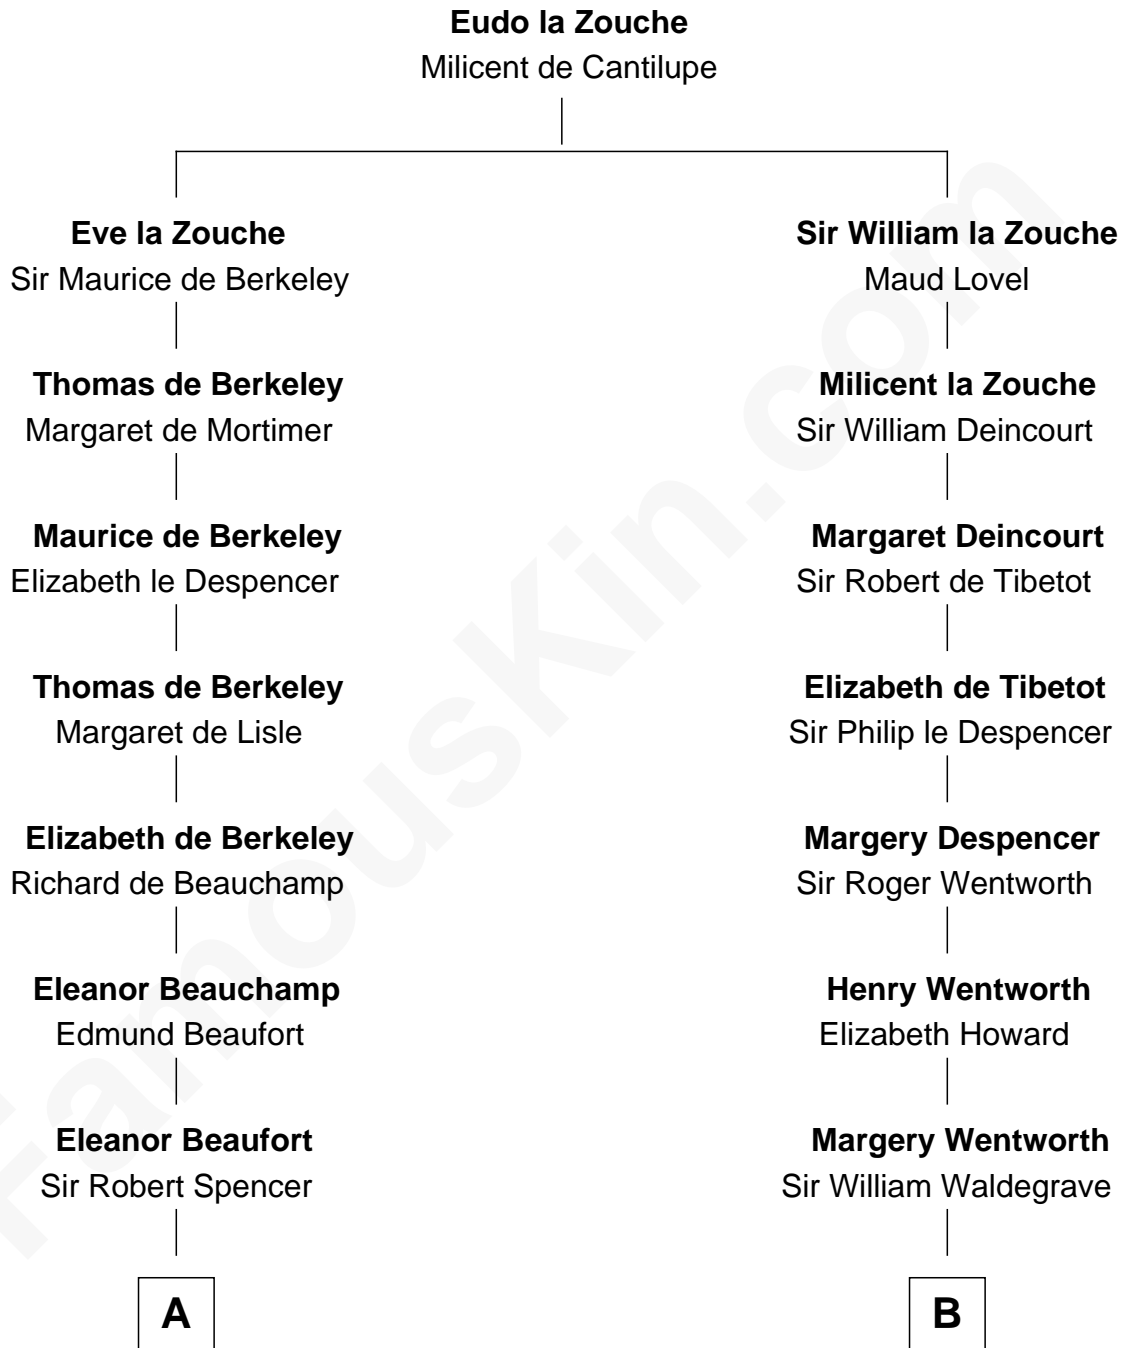 Eudo la Zouche
Milicent de Cantilupe
Eve la Zouche
Sir Maurice de Berkeley
Sir William la Zouche
Maud Lovel
Thomas de Berkeley
Margaret de Mortimer
Milicent la Zouche
Sir William Deincourt
Maurice de Berkeley
Elizabeth le Despencer
Margaret Deincourt
Sir Robert de Tibetot
Thomas de Berkeley
Margaret de Lisle
Elizabeth de Tibetot
Sir Philip le Despencer
Elizabeth de Berkeley
Richard de Beauchamp
Margery Despencer
Sir Roger Wentworth
Eleanor Beauchamp
Edmund Beaufort
Henry Wentworth
Elizabeth Howard
Eleanor Beaufort
Sir Robert Spencer
Margery Wentworth
Sir William Waldegrave
A
B
FamousKin.com